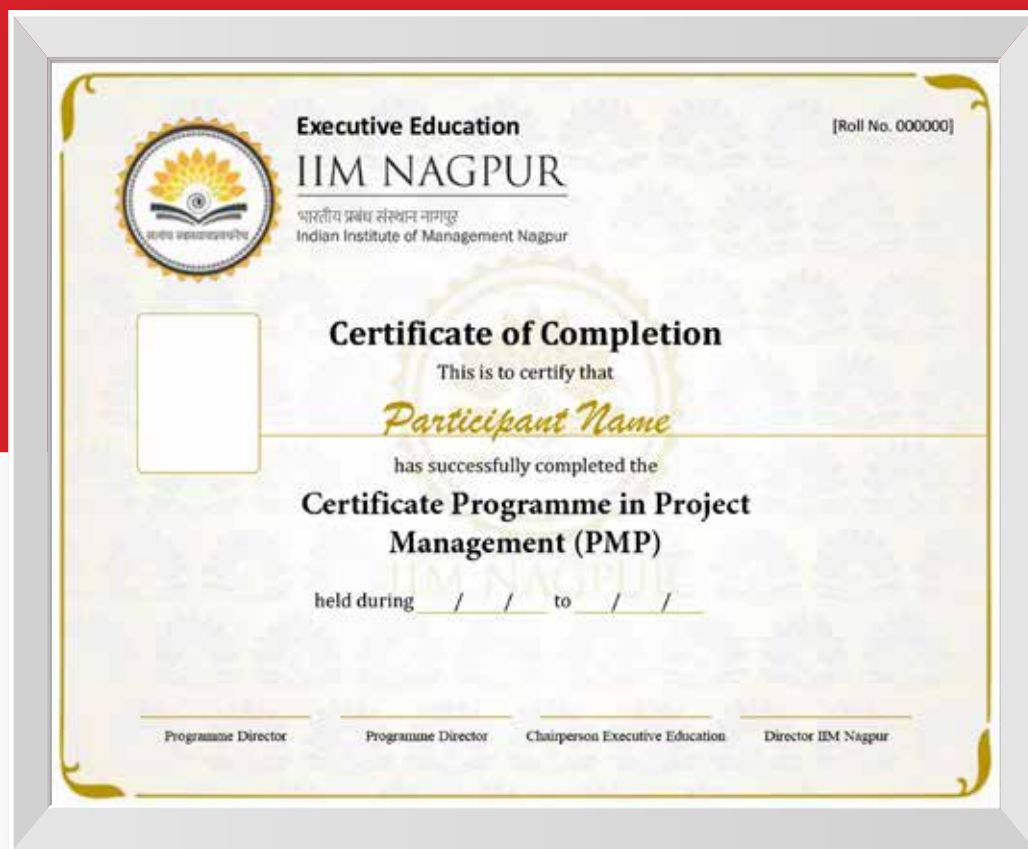 Executive Education
[Roll No. 000000]
IIM NAGPUR
भारतीय प्रबंध संस्थान नागपुर
Indian Institute of Management Nagpur
Certificate of Completion
This is to certify that
Participant Name
has successfully completed the
Certificate Programme in Project
Management (PMP)
IIM NAGPUR
held during / / to / /
Programme Director
Programme Director
Chairperson Executive Education
Director IIM Nagpur